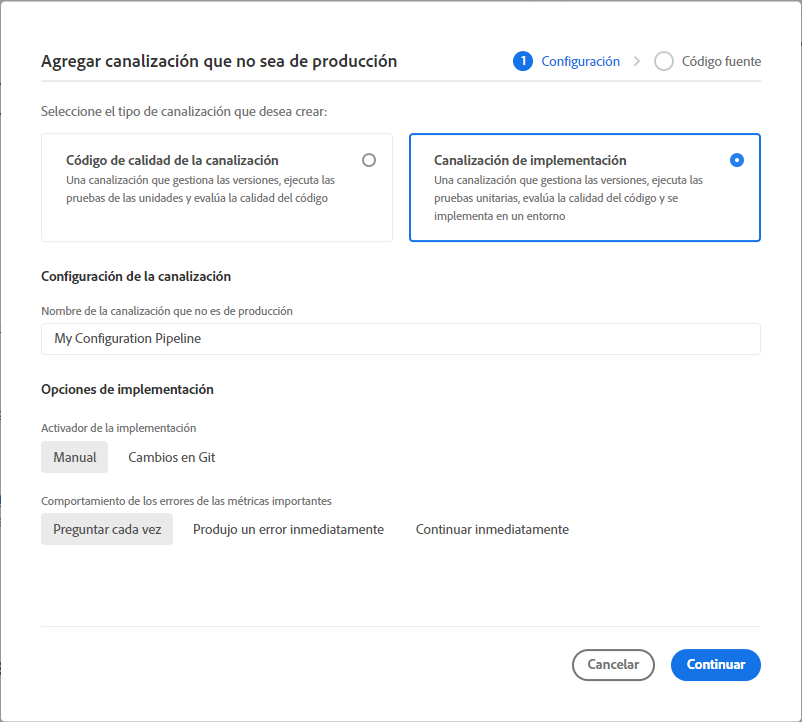 Agregar canalización que no sea de producción
1 Configuración
Código fuente
Seleccione el tipo de canalización que desea crear:
Código de calidad de la canalización
Una canalización que gestiona las versiones, ejecuta las
pruebas de las unidades y evalúa la calidad del código
Canalización de implementación
Una canalización que gestiona las versiones, ejecuta las
pruebas unitarias, evalúa la calidad del código y se
implementa en un entorno
Configuración de la canalización
Nombre de la canalización que no es de producción
My Configuration Pipeline
Opciones de implementación
Activador de la implementación
Manual Cambios en Git
Comportamiento de los errores de las métricas importantes
Preguntar cada vez Produjo un error inmediatamente Continuar inmediatamente
Cancelar Continuar